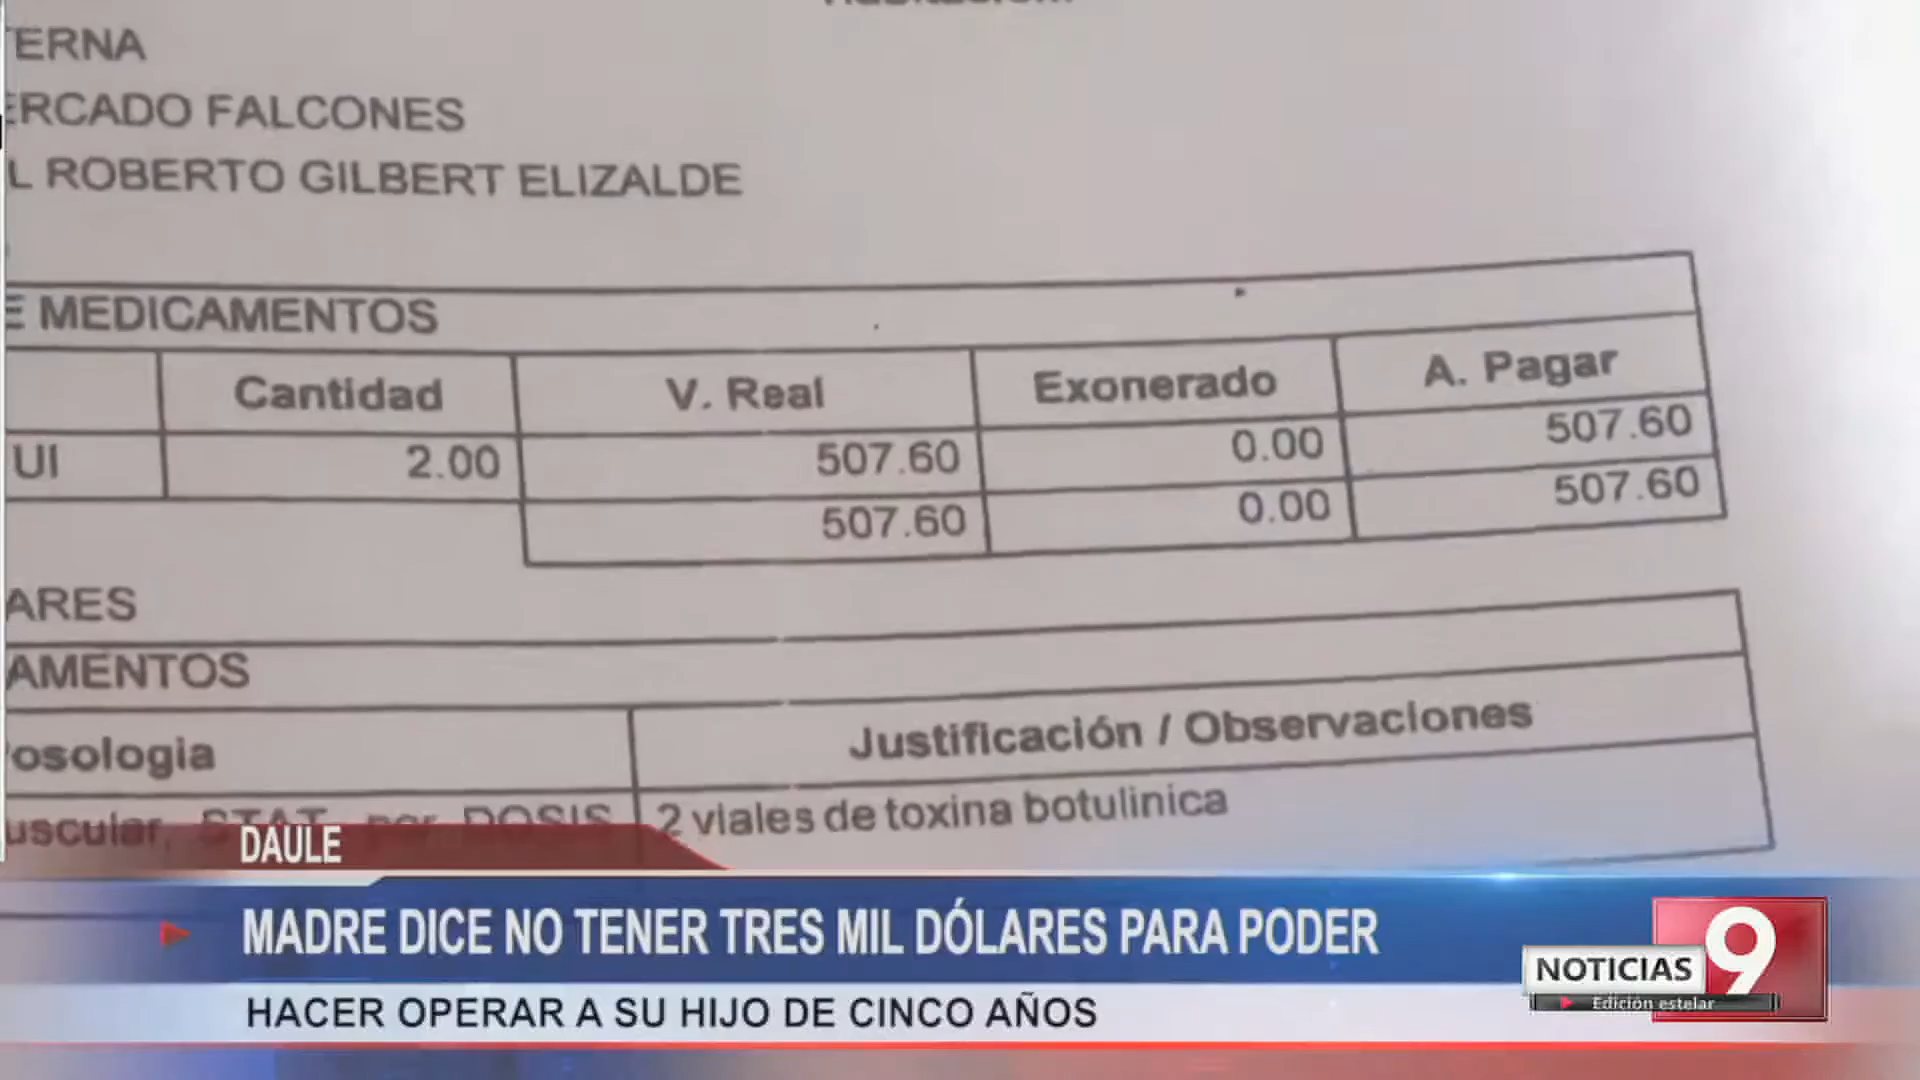 ERNA
ERCADO FALCONES
L ROBERTO GILBERT ELIZALDE
E MEDICAMENTOS
Cantidad V. Real Exonerado A. Pagar
UI 2.00 507.60 0.00 507.60
507.60 0.00 507.60
ARES
AMENTOS
osologia Justificación / Observaciones
uscular, STAT, por DOSIS 2 viales de toxina botulinica
DAULE
MADRE DICE NO TENER TRES MIL DÓLARES PARA PODER
HACER OPERAR A SU HIJO DE CINCO AÑOS
NOTICIAS 9
Edición estelar